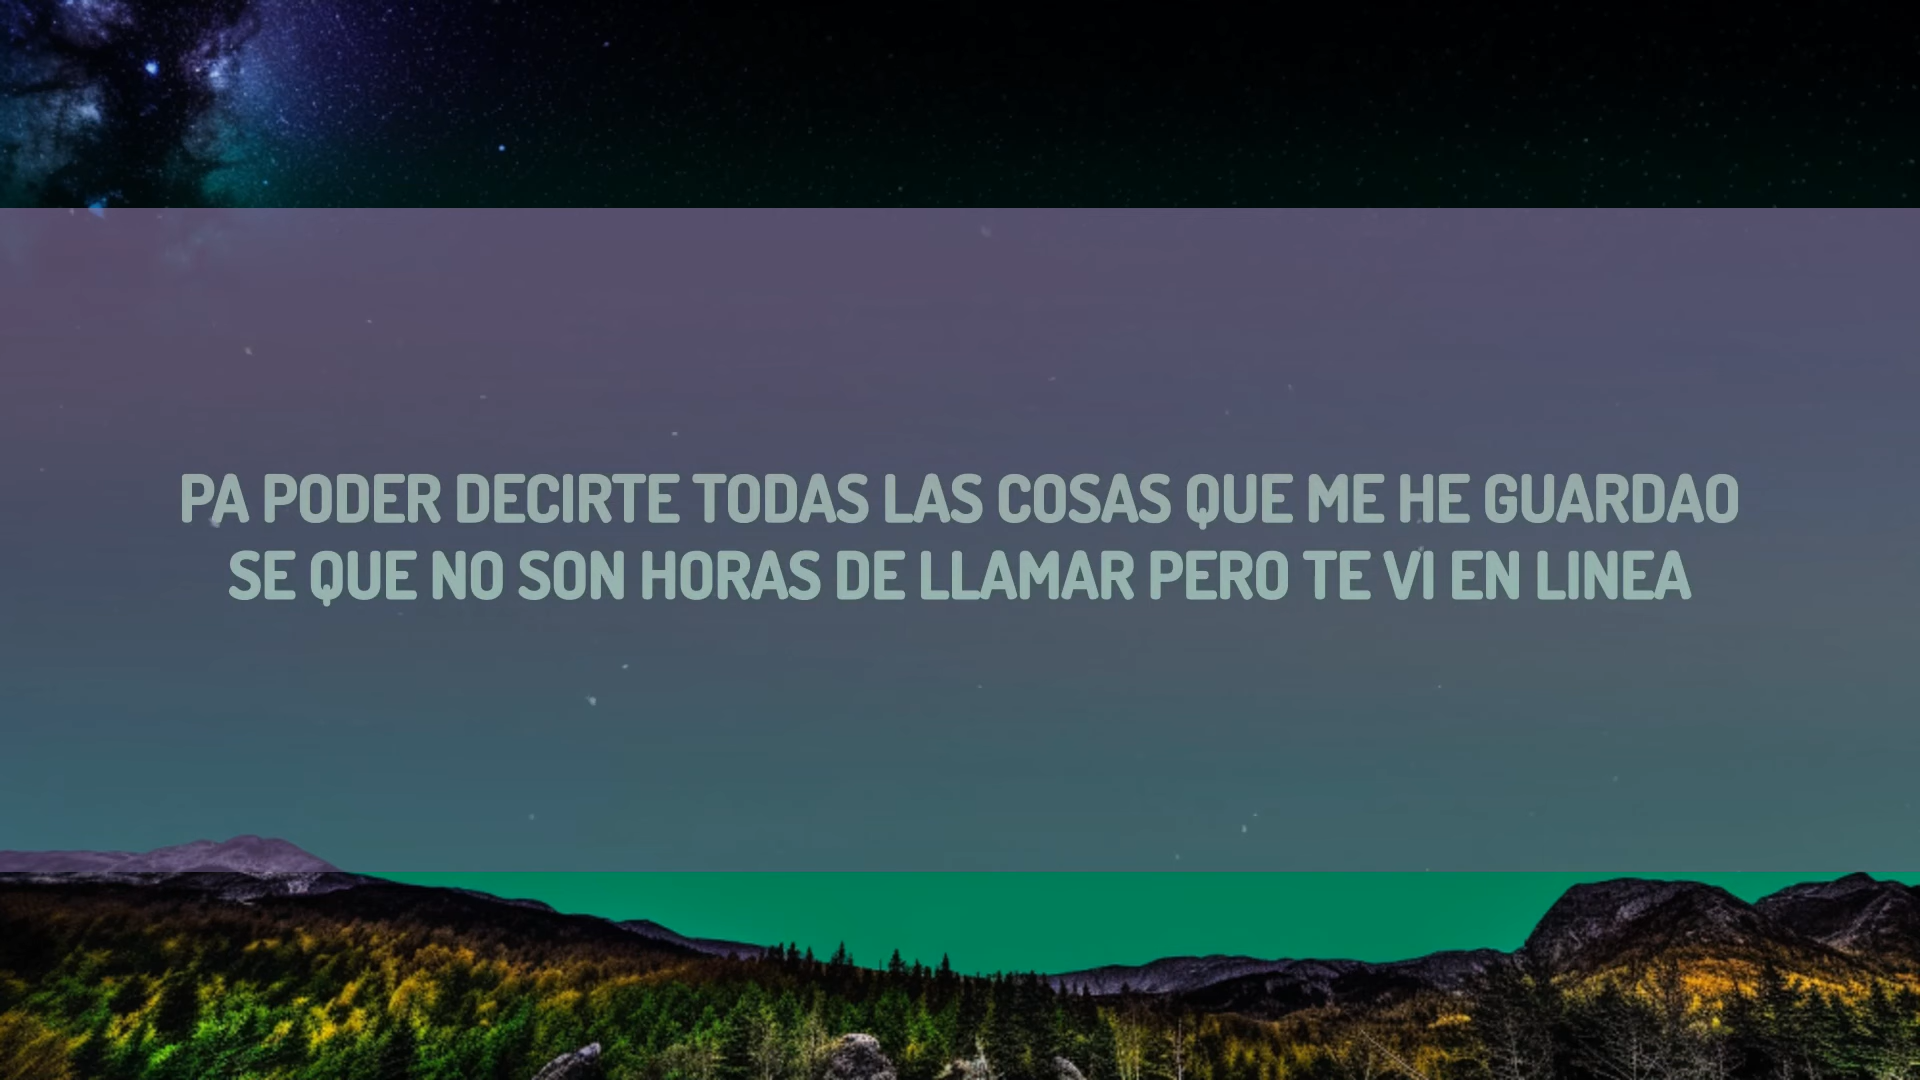 PA PODER DECIRTE TODAS LAS COSAS QUE ME HE GUARDAO
SE QUE NO SON HORAS DE LLAMAR PERO TE VI EN LINEA